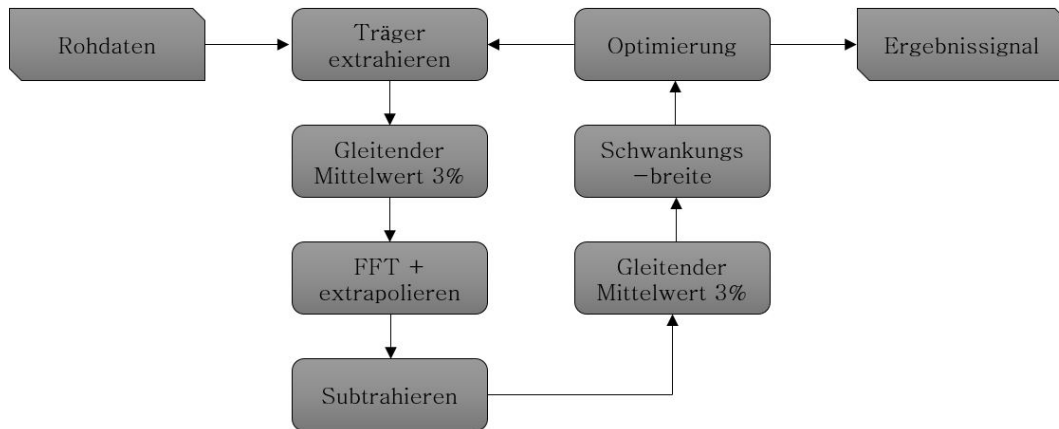 Rohdaten
Träger
extrahieren
Optimierung
Ergebnissignal
Gleitender
Mittelwert 3%
Schwankungs
-breite
FFT +
extrapolieren
Gleitender
Mittelwert 3%
Subtrahieren